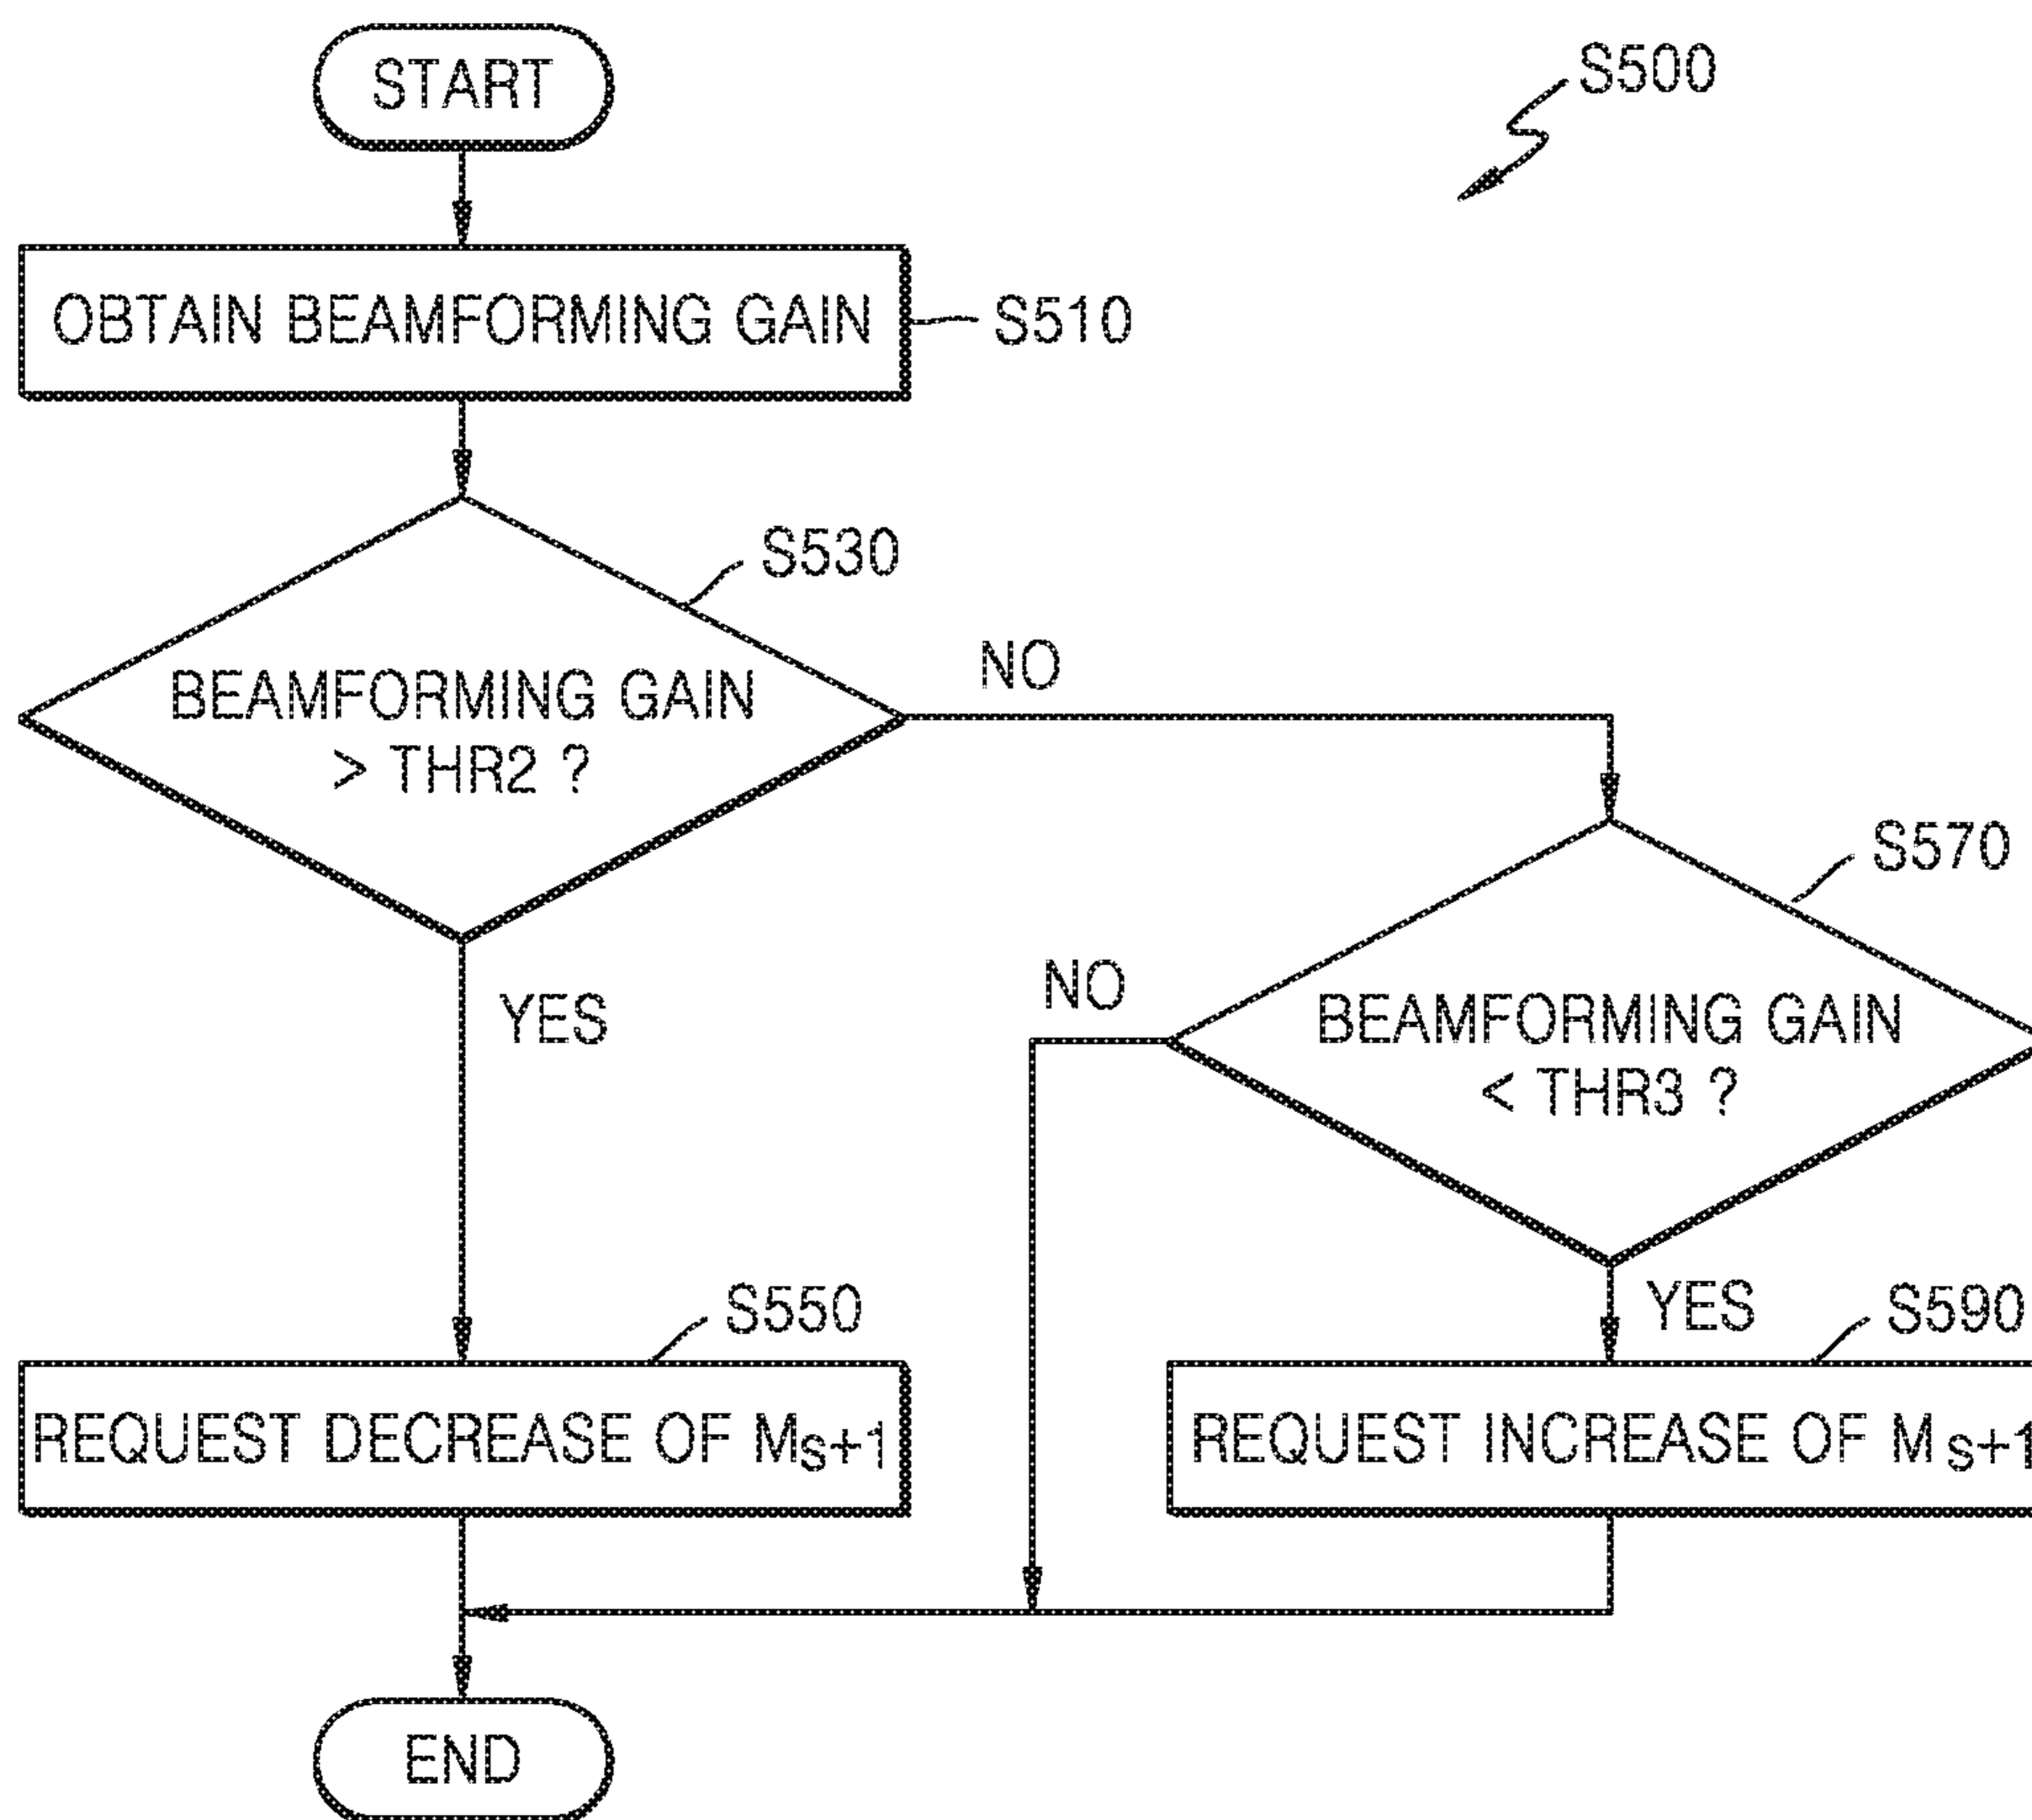 START
S500
OBTAIN BEAMFORMING GAIN
S510
S530
BEAMFORMING GAIN
> THR2 ?
NO
YES
S570
BEAMFORMING GAIN
< THR3 ?
NO
YES
S550
REQUEST DECREASE OF Ms+1
S590
REQUEST INCREASE OF Ms+1
END